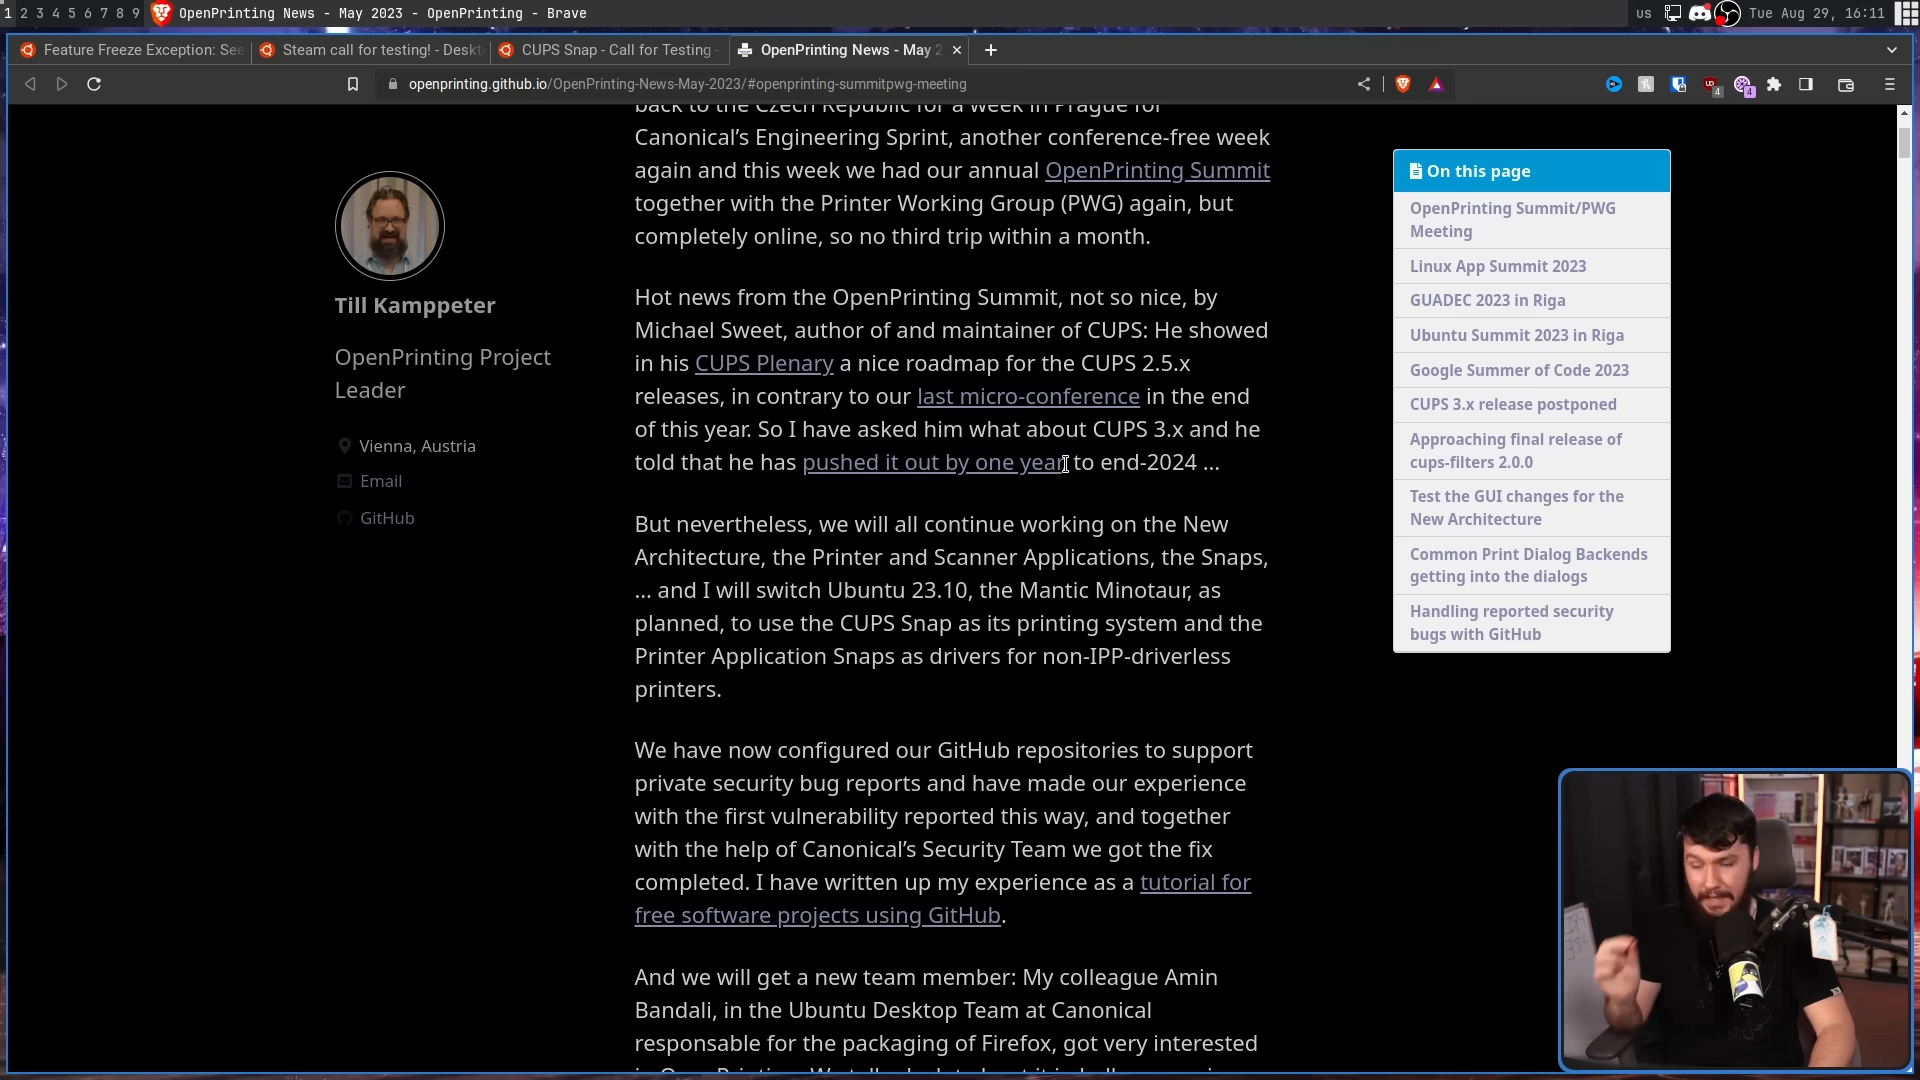 1 2 3 4 5 6 7 8 9 OpenPrinting News - May 2023 - OpenPrinting - Brave us Tue Aug 29, 16:11
Feature Freeze Exception: See
Steam call for testing! - Deskt
CUPS Snap - Call for Testing -
OpenPrinting News - May 2
openprinting.github.io/OpenPrinting-News-May-2023/#openprinting-summitpwg-meeting
4
4
Till Kamppeter
OpenPrinting Project
Leader
Vienna, Austria
Email
GitHub
back to the Czech Republic for a week in Prague for
Canonical’s Engineering Sprint, another conference-free week
again and this week we had our annual OpenPrinting Summit
together with the Printer Working Group (PWG) again, but
completely online, so no third trip within a month.
Hot news from the OpenPrinting Summit, not so nice, by
Michael Sweet, author of and maintainer of CUPS: He showed
in his CUPS Plenary a nice roadmap for the CUPS 2.5.x
releases, in contrary to our last micro-conference in the end
of this year. So I have asked him what about CUPS 3.x and he
told that he has pushed it out by one year to end-2024 …
But nevertheless, we will all continue working on the New
Architecture, the Printer and Scanner Applications, the Snaps,
… and I will switch Ubuntu 23.10, the Mantic Minotaur, as
planned, to use the CUPS Snap as its printing system and the
Printer Application Snaps as drivers for non-IPP-driverless
printers.
We have now configured our GitHub repositories to support
private security bug reports and have made our experience
with the first vulnerability reported this way, and together
with the help of Canonical’s Security Team we got the fix
completed. I have written up my experience as a tutorial for
free software projects using GitHub.
And we will get a new team member: My colleague Amin
Bandali, in the Ubuntu Desktop Team at Canonical
responsable for the packaging of Firefox, got very interested
On this page
OpenPrinting Summit/PWG
Meeting
Linux App Summit 2023
GUADEC 2023 in Riga
Ubuntu Summit 2023 in Riga
Google Summer of Code 2023
CUPS 3.x release postponed
Approaching final release of
cups-filters 2.0.0
Test the GUI changes for the
New Architecture
Common Print Dialog Backends
getting into the dialogs
Handling reported security
bugs with GitHub